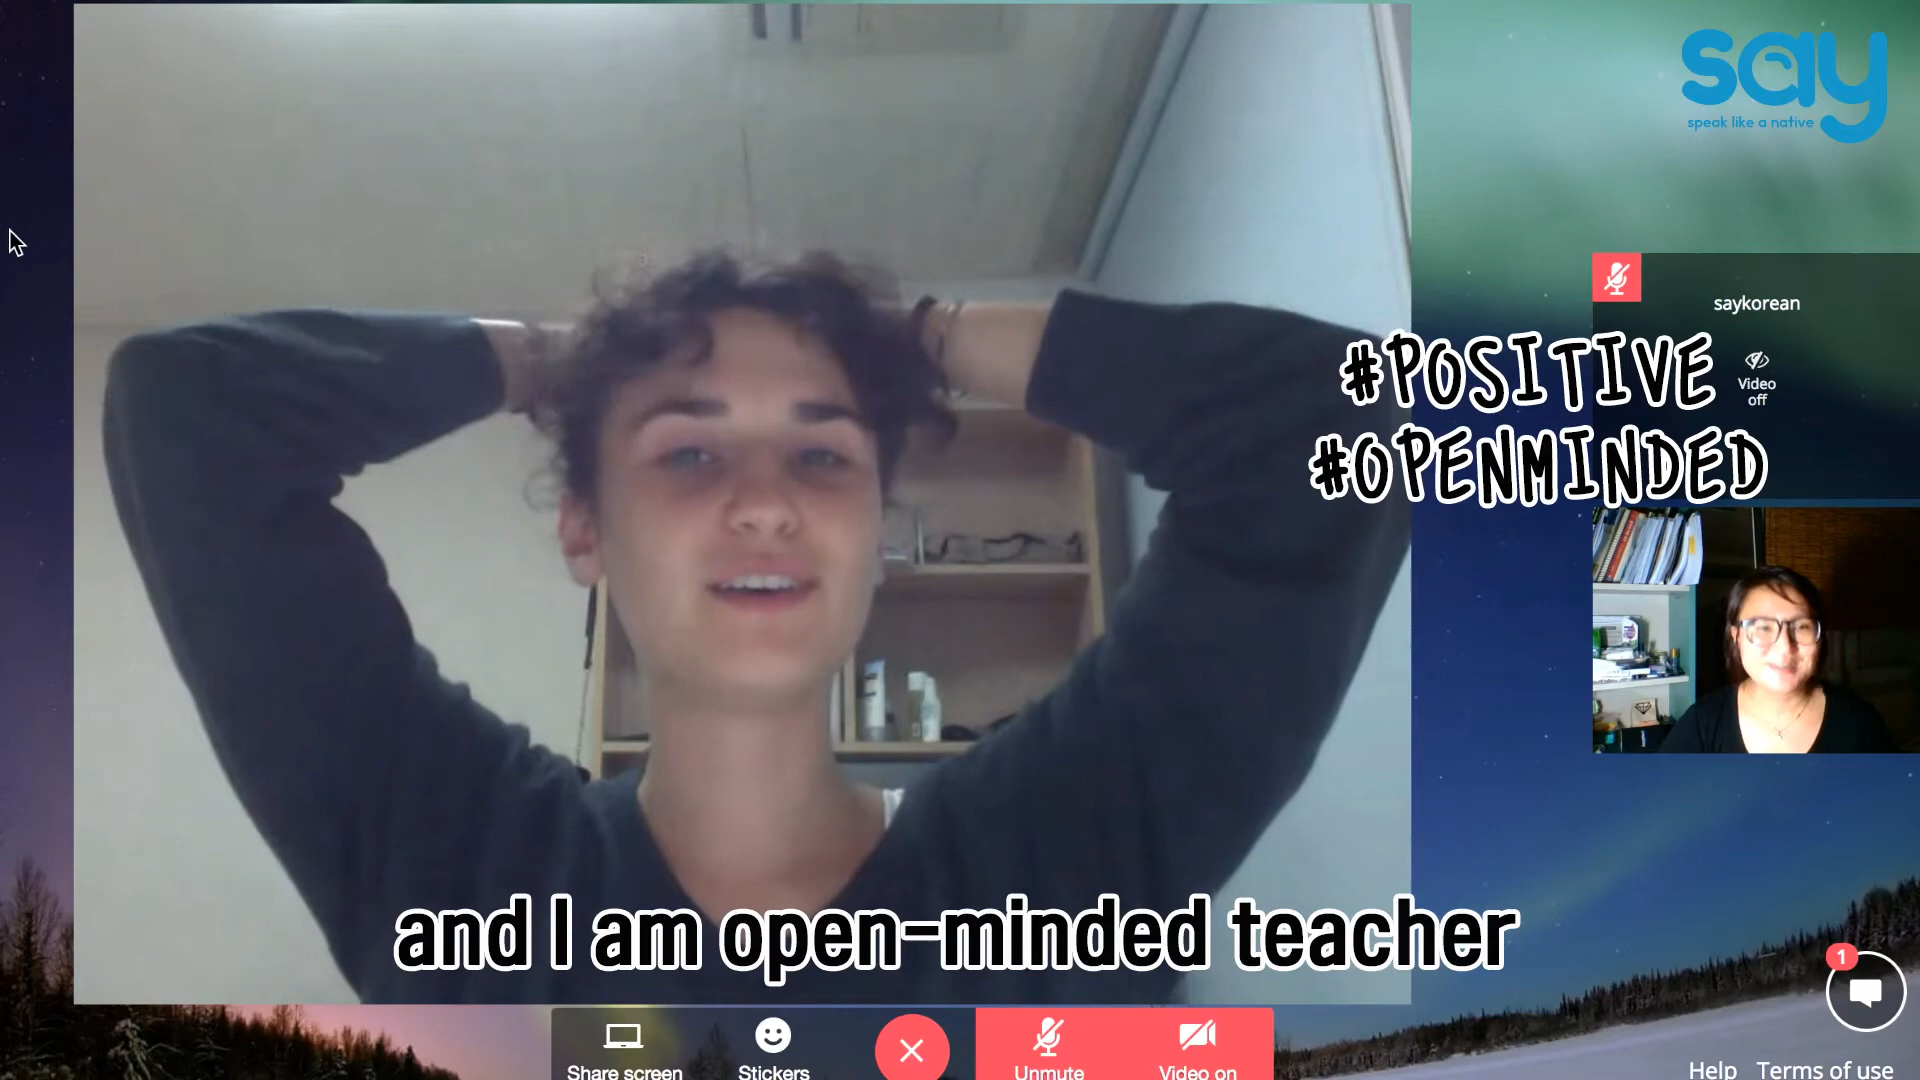 say
speak like a native
saykorean
Video
off
#POSITIVE
#OPENMINDED
and I am open-minded teacher
1
Share screen
Stickers
Unmute
Video on
Help Terms of use